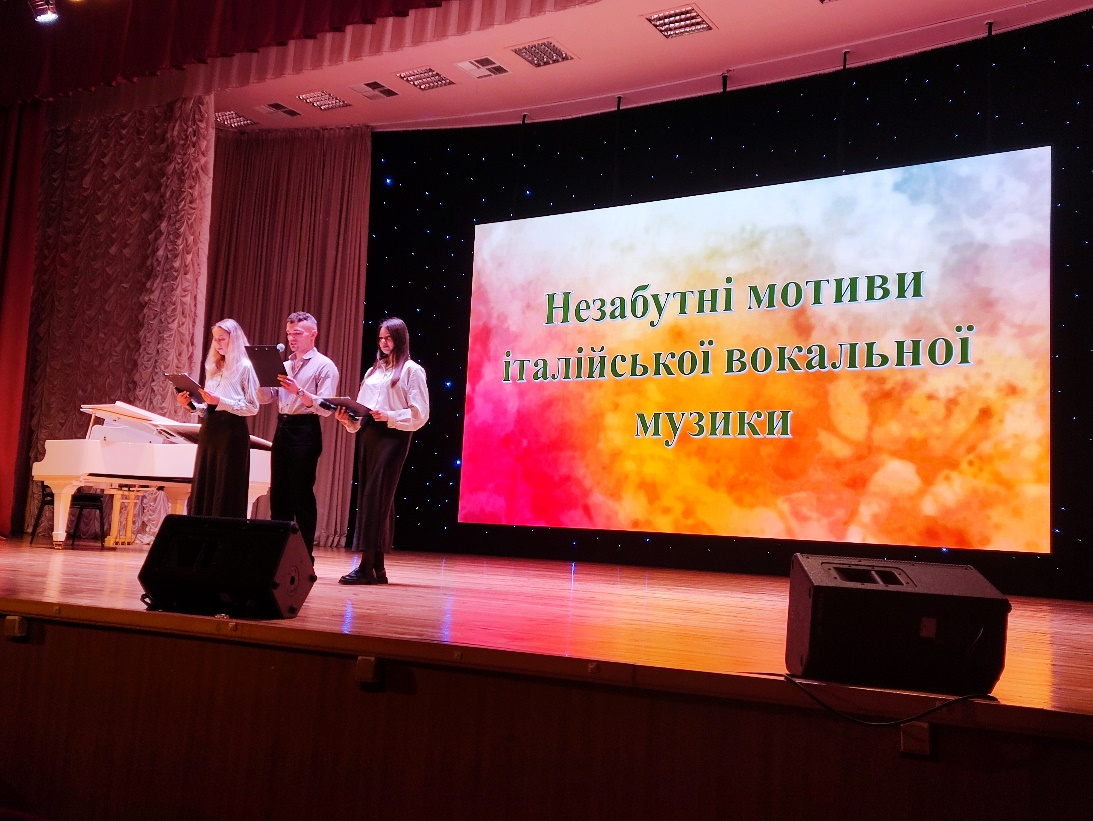 Незабутні мотиви
італійської вокальної
музики